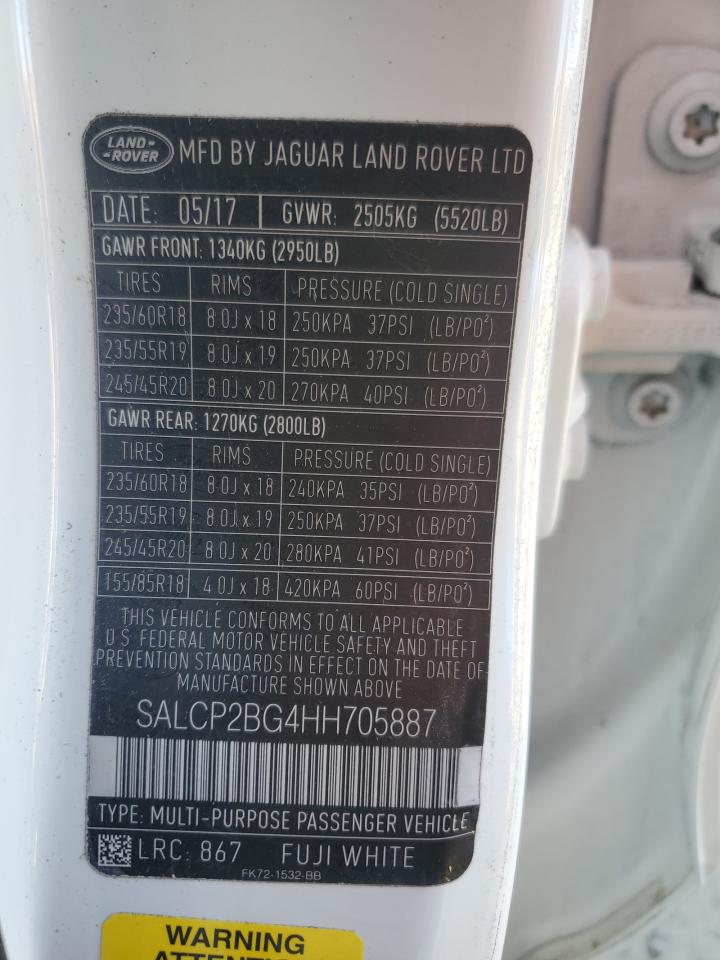 LAND-
-ROVER
MFD BY JAGUAR LAND ROVER LTD
DATE: 05/17 GVWR: 2505KG (5520LB)
GAWR FRONT: 1340KG (2950LB)
TIRES RIMS PRESSURE (COLD SINGLE)
235/60R18 8.0J x 18 250KPA 37PSI (LB/PO²)
235/55R19 8.0J x 19 250KPA 37PSI (LB/PO²)
245/45R20 8.0J x 20 270KPA 40PSI (LB/PO²)
GAWR REAR: 1270KG (2800LB)
TIRES RIMS PRESSURE (COLD SINGLE)
235/60R18 8.0J x 18 240KPA 35PSI (LB/PO²)
235/55R19 8.0J x 19 250KPA 37PSI (LB/PO²)
245/45R20 8.0J x 20 280KPA 41PSI (LB/PO²)
155/85R18 4.0J x 18 420KPA 60PSI (LB/PO²)
THIS VEHICLE CONFORMS TO ALL APPLICABLE
U.S. FEDERAL MOTOR VEHICLE SAFETY AND THEFT
PREVENTION STANDARDS IN EFFECT ON THE DATE OF
MANUFACTURE SHOWN ABOVE
SALCP2BG4HH705887
TYPE: MULTI-PURPOSE PASSENGER VEHICLE
LRC: 867 FUJI WHITE
FK72-1532-BB
WARNING
ATTENTION